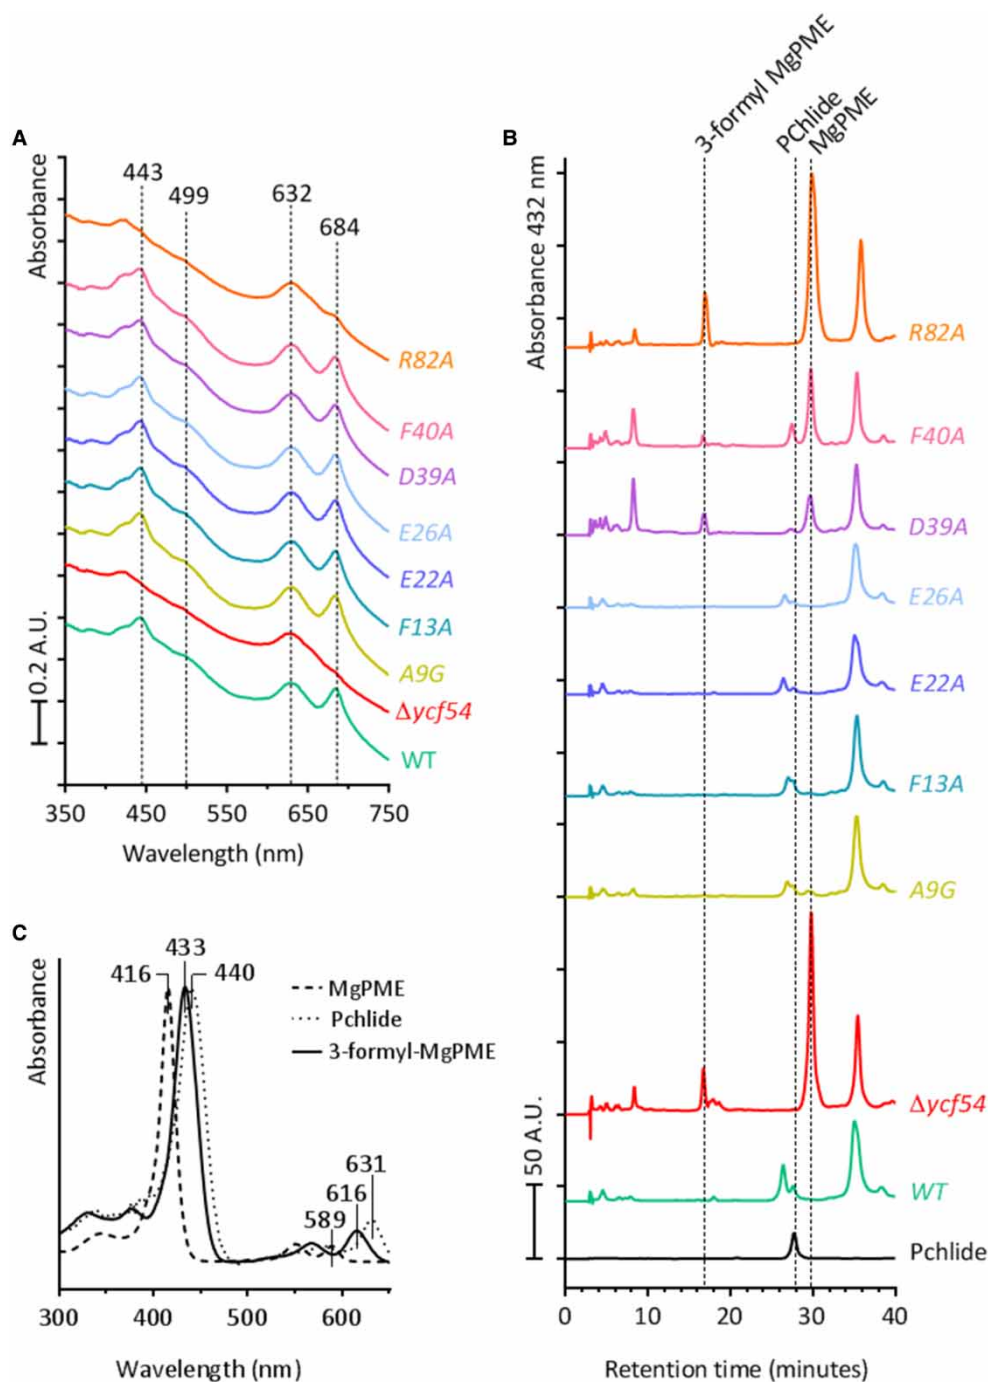 A
Absorbance
443
499
632
684
R82A
F40A
D39A
E26A
E22A
F13A
A9G
Δycf54
WT
0.2 A.U.
350 450 550 650 750
Wavelength (nm)
B
3-formyl MgPME
PChlide
MgPME
Absorbance 432 nm
R82A
F40A
D39A
E26A
E22A
F13A
A9G
Δycf54
WT
Pchlide
50 A.U.
0 10 20 30 40
Retention time (minutes)
C
Absorbance
416
433
440
MgPME
Pchlide
3-formyl-MgPME
589
616
631
300 400 500 600
Wavelength (nm)